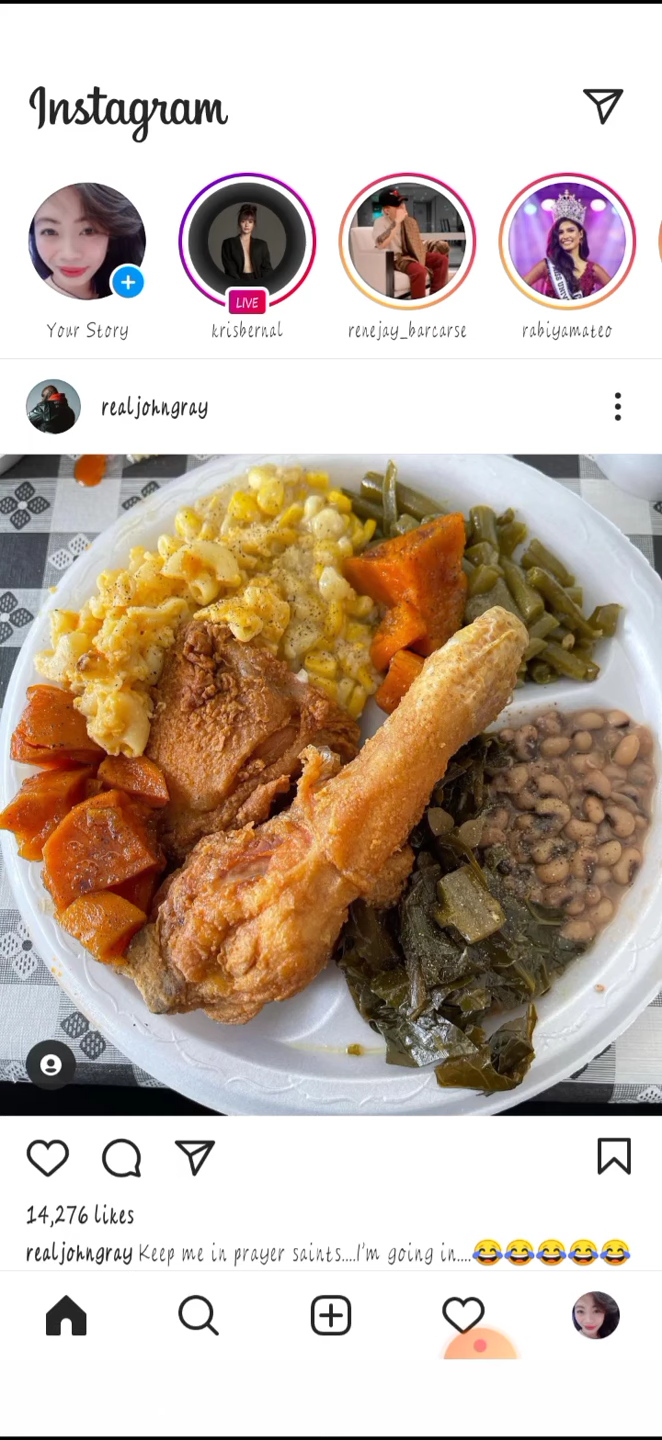 Instagram
Your Story
LIVE
krisbernal
renejay_barcarse
rabiyamateo
realjohngray
14,276 likes
realjohngray Keep me in prayer saints....I'm going in....😂😂😂😂😂